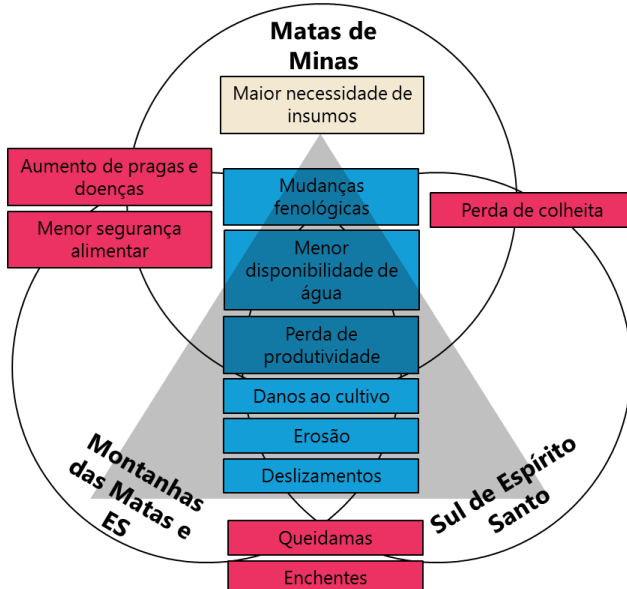 Matas de
Minas
Maior necessidade de
insumos
Aumento de pragas e
doenças
Menor segurança
alimentar
Mudanças
fenológicas
Perda de colheita
Menor
disponibilidade de
água
Perda de
produtividade
Danos ao cultivo
Erosão
Deslizamentos
Montanhas
das Matas e
ES
Sul de Espírito
Santo
Queidamas
Enchentes